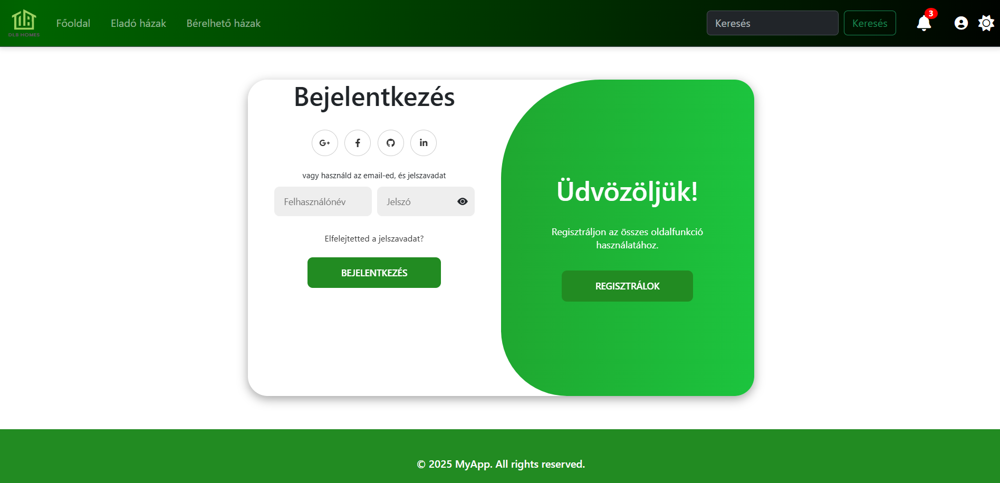 DLB HOMES
Főoldal
Eladó házak
Bérelhető házak
Keresés
Keresés
3
Bejelentkezés
G+
f
in
vagy használd az email-ed, és jelszavadat
Felhasználónév
Jelszó
Elfelejtetted a jelszavadat?
BEJELENTKEZÉS
Üdvözöljük!
Regisztráljon az összes oldalfunkció
használatához.
REGISZTRÁLOK
© 2025 MyApp. All rights reserved.